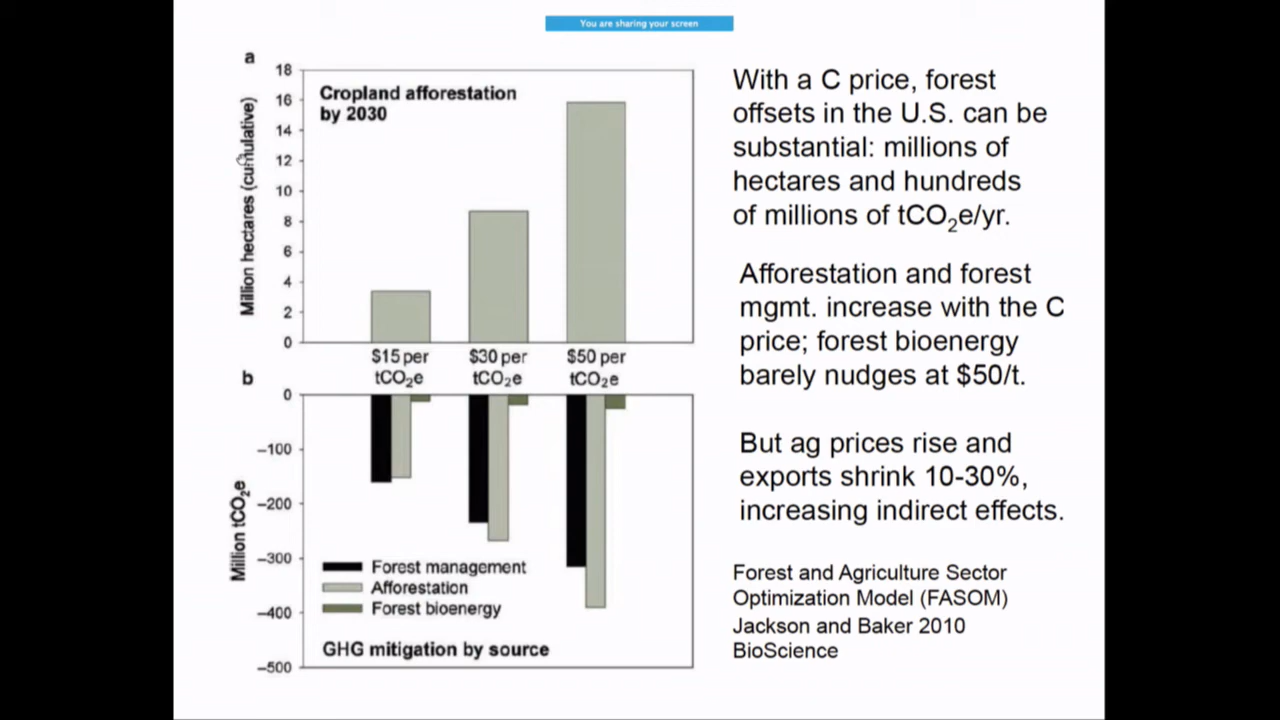 You are sharing your screen
a
Million hectares (cumulative)
18
16
14
12
10
8
6
4
2
0
Cropland afforestation
by 2030
$15 per
tCO₂e
$30 per
tCO₂e
$50 per
tCO₂e
b
Million tCO₂e
0
–100
–200
–300
–400
–500
Forest management
Afforestation
Forest bioenergy
GHG mitigation by source
With a C price, forest
offsets in the U.S. can be
substantial: millions of
hectares and hundreds
of millions of tCO₂e/yr.
Afforestation and forest
mgmt. increase with the C
price; forest bioenergy
barely nudges at $50/t.
But ag prices rise and
exports shrink 10-30%,
increasing indirect effects.
Forest and Agriculture Sector
Optimization Model (FASOM)
Jackson and Baker 2010
BioScience